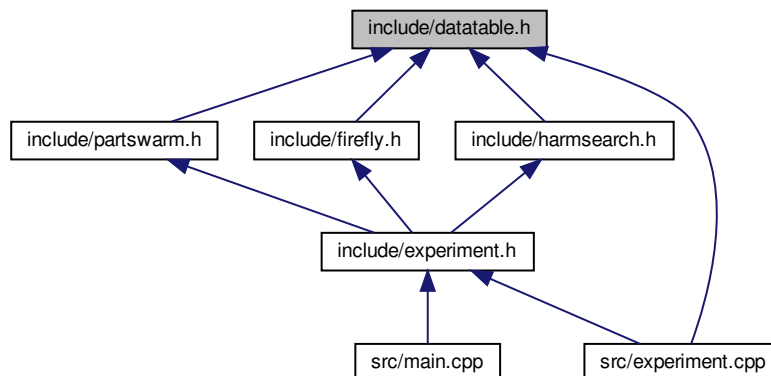 include/datatable.h
include/partswarm.h
include/firefly.h
include/harmsearch.h
include/experiment.h
src/main.cpp
src/experiment.cpp